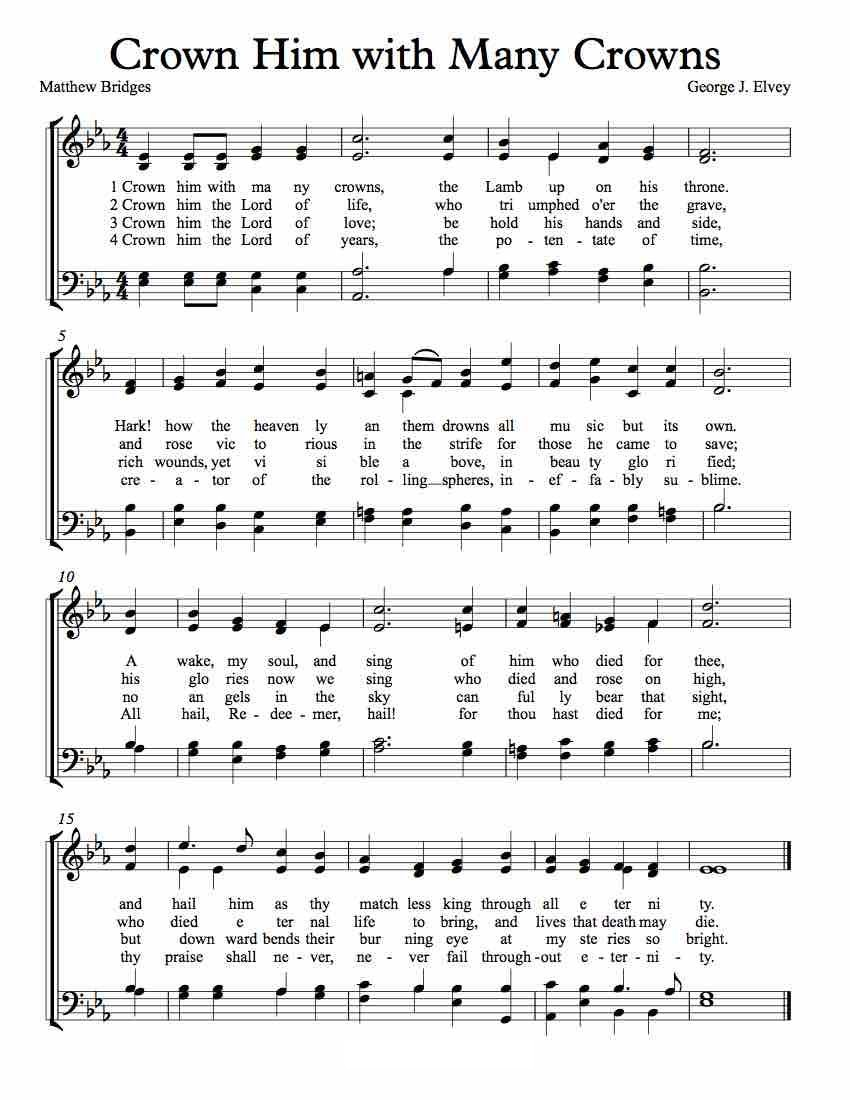 Crown Him with Many Crowns
Matthew Bridges George J. Elvey
1 Crown him with ma ny crowns, the Lamb up on his throne.
2 Crown him the Lord of life, who tri umphed o'er the grave,
3 Crown him the Lord of love; be hold his hands and side,
4 Crown him the Lord of years, the po - ten - tate of time,
5
Hark! how the heaven ly an them drowns all mu sic but its own.
and rose vic to rious in the strife for those he came to save;
rich wounds, yet vi si ble a bove, in beau ty glo ri fied;
cre - a - tor of the rol - ling spheres, in - ef - fa - bly su - blime.
10
A wake, my soul, and sing of him who died for thee,
his glo ries now we sing who died and rose on high,
no an gels in the sky can ful ly bear that sight,
All hail, Re - dee - mer, hail! for thou hast died for me;
15
and hail him as thy match less king through all e ter ni ty.
who died e ter nal life to bring, and lives that death may die.
but down ward bends their bur ning eye at my ste ries so bright.
thy praise shall ne - ver, ne - ver fail through - out e - ter - ni - ty.